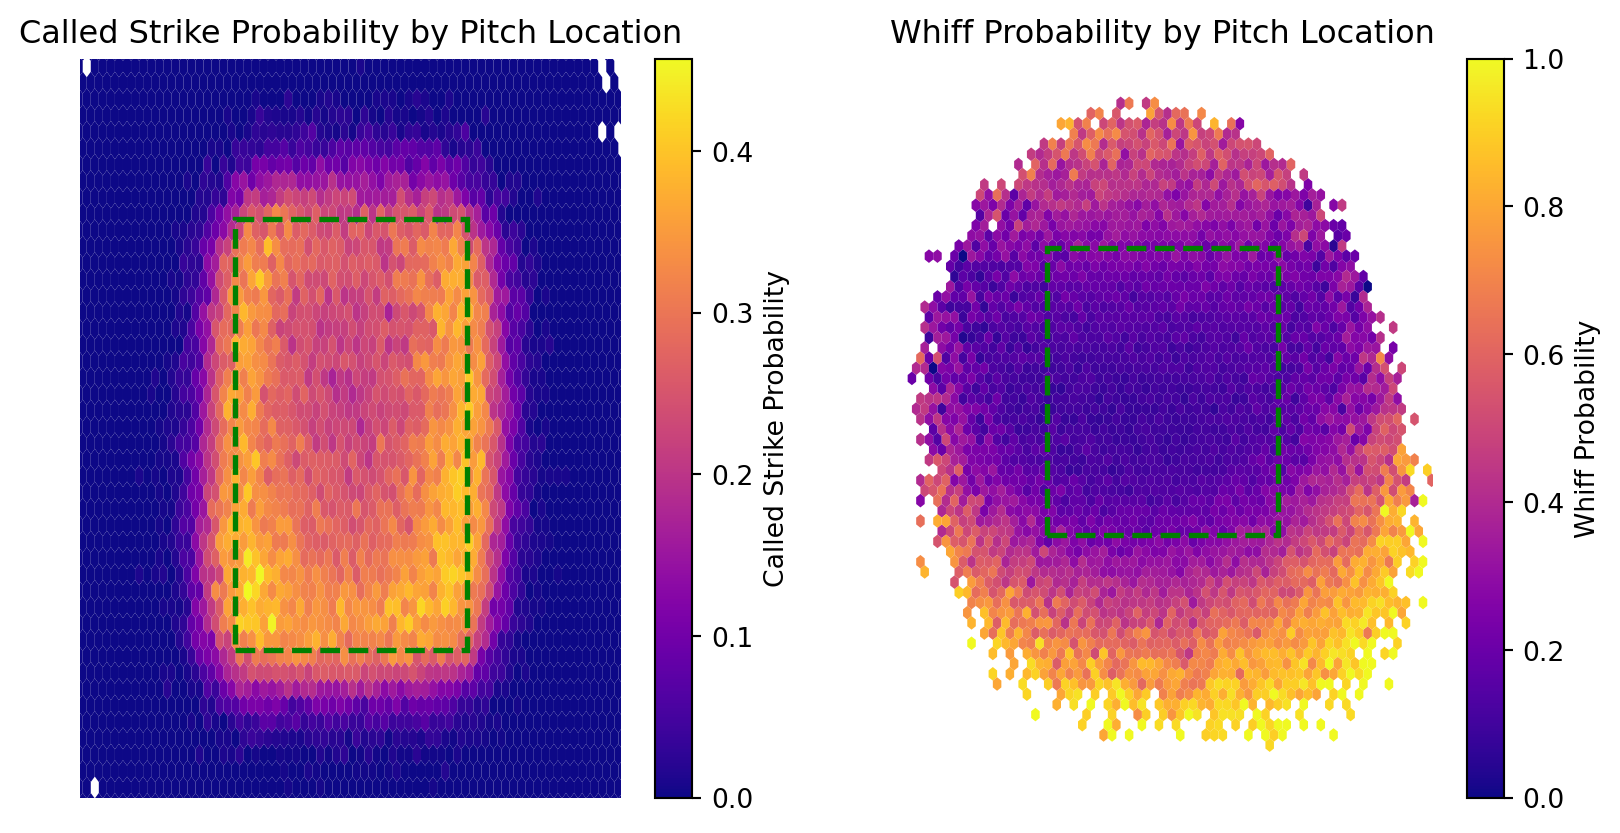 Called Strike Probability by Pitch Location
0.4
0.3
0.2
0.1
0.0
Called Strike Probability
Whiff Probability by Pitch Location
1.0
0.8
0.6
0.4
0.2
0.0
Whiff Probability